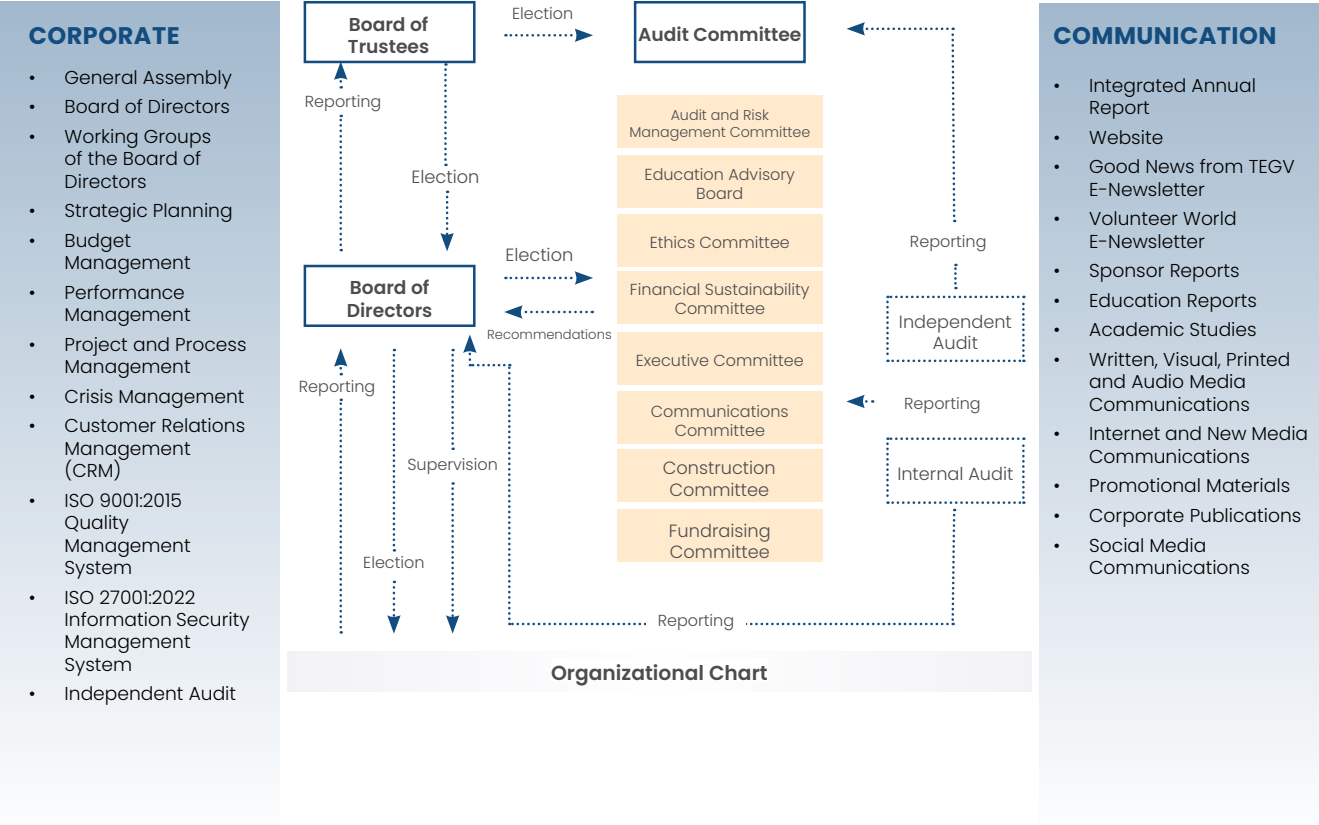 CORPORATE
• General Assembly
• Board of Directors
• Working Groups
of the Board of
Directors
• Strategic Planning
• Budget
Management
• Performance
Management
• Project and Process
Management
• Crisis Management
• Customer Relations
Management
(CRM)
• ISO 9001:2015
Quality
Management
System
• ISO 27001:2022
Information Security
Management
System
• Independent Audit
Board of
Trustees
Election
Audit Committee
Reporting
Election
Board of
Directors
Election
Recommendations
Audit and Risk
Management Committee
Education Advisory
Board
Ethics Committee
Financial Sustainability
Committee
Executive Committee
Communications
Committee
Construction
Committee
Fundraising
Committee
Reporting
Independent
Audit
Reporting
Internal Audit
Reporting
Supervision
Election
Reporting
Organizational Chart
COMMUNICATION
• Integrated Annual
Report
• Website
• Good News from TEGV
E-Newsletter
• Volunteer World
E-Newsletter
• Sponsor Reports
• Education Reports
• Academic Studies
• Written, Visual, Printed
and Audio Media
Communications
• Internet and New Media
Communications
• Promotional Materials
• Corporate Publications
• Social Media
Communications